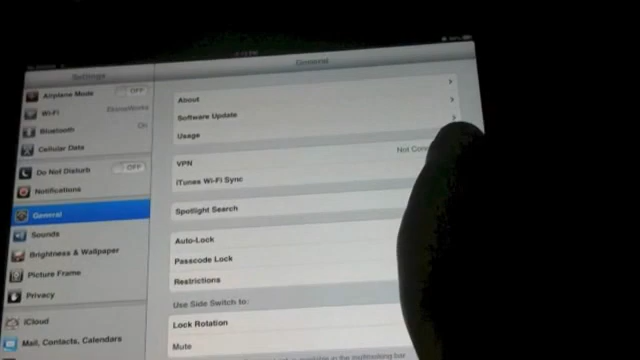 Settings
General
Airplane Mode OFF
Wi-Fi
Bluetooth On
Cellular Data
Do Not Disturb OFF
Notifications
General
Sounds
Brightness & Wallpaper
Picture Frame
Privacy
iCloud
Mail, Contacts, Calendars
About
Software Update
Usage
VPN Not Con
iTunes Wi-Fi Sync
Spotlight Search
Auto-Lock
Passcode Lock
Restrictions
Use Side Switch to:
Lock Rotation
Mute